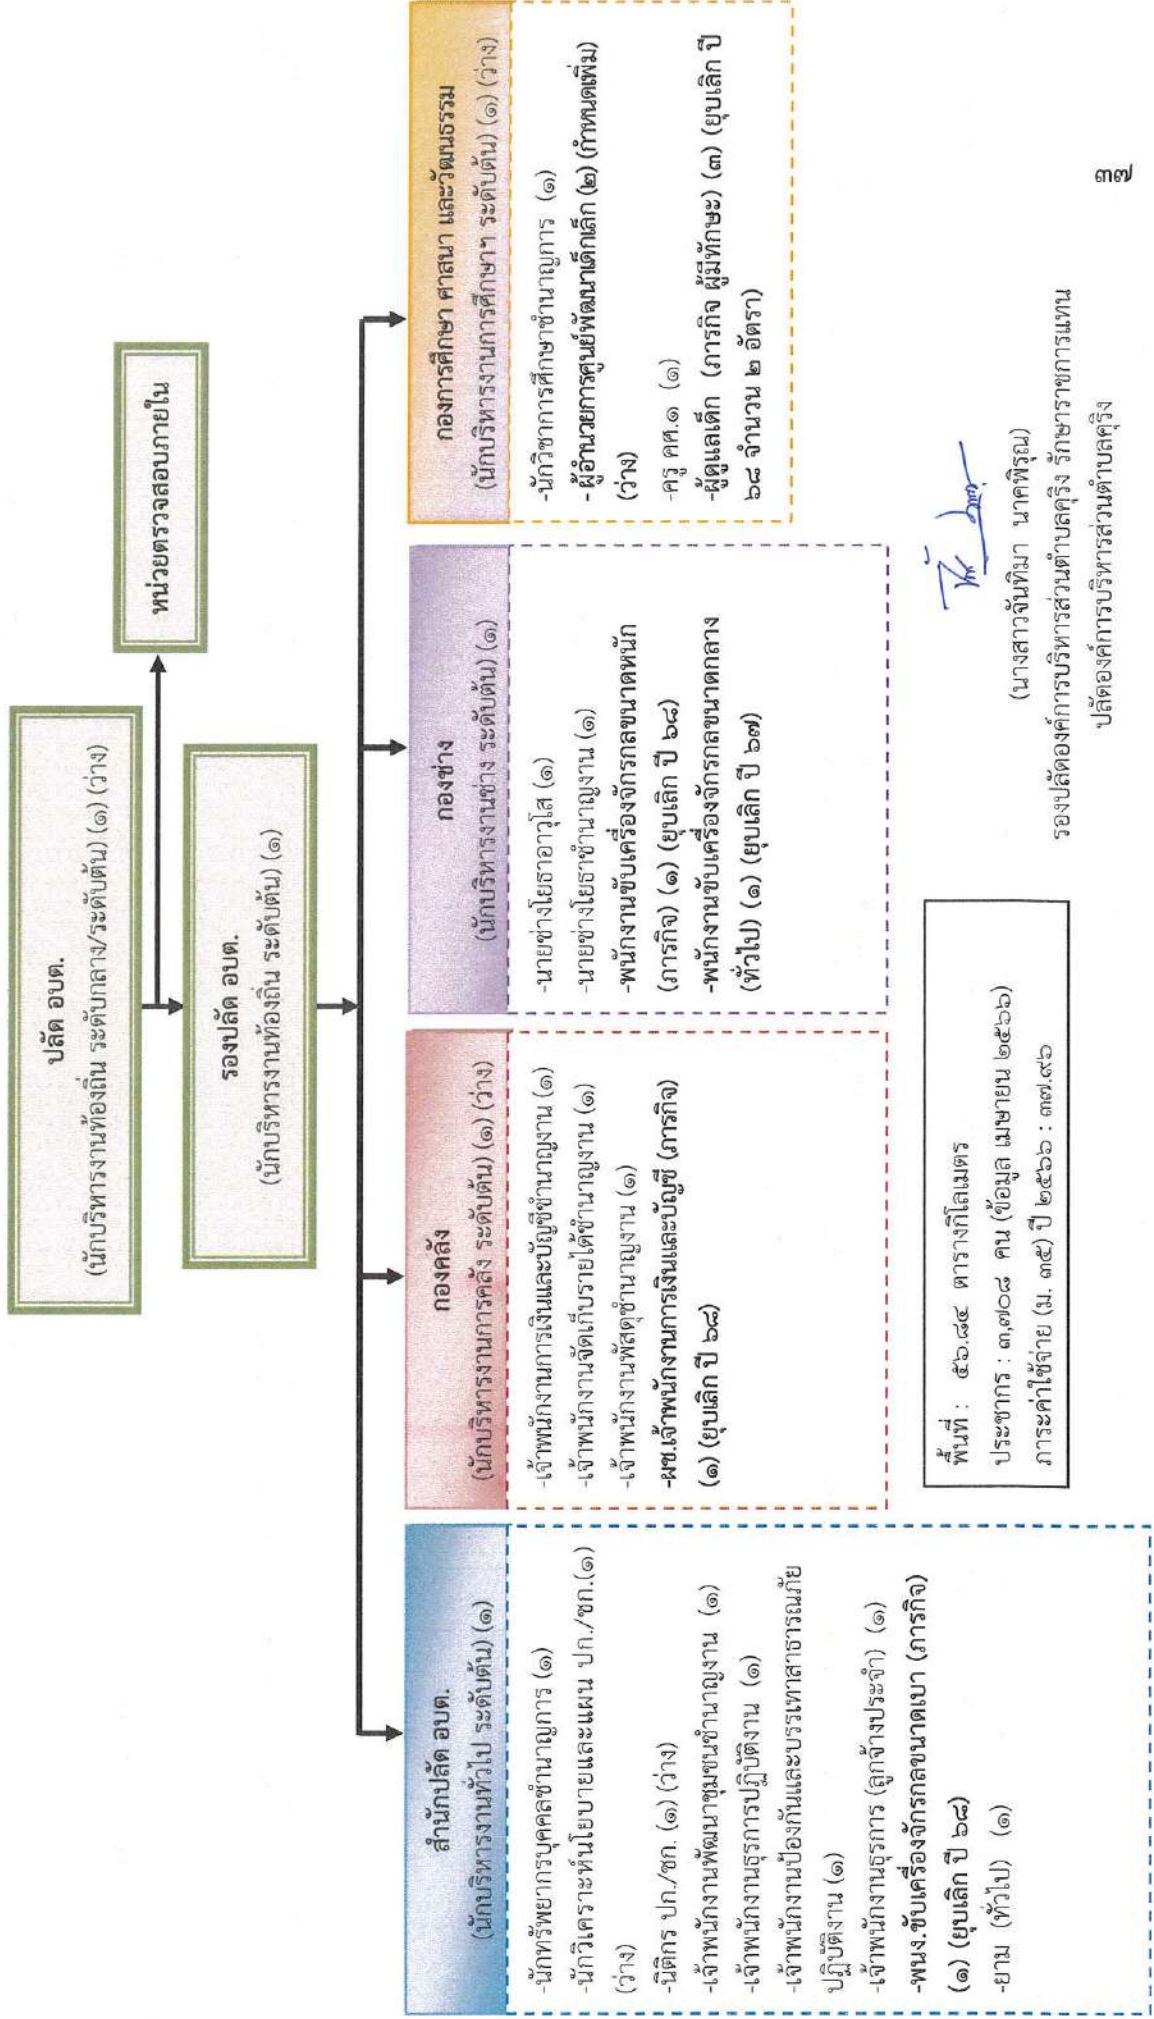 ปลัด อบต.
(นักบริหารงานท้องถิ่น ระดับกลาง/ระดับต้น) (๑) (ว่าง)
หน่วยตรวจสอบภายใน
รองปลัด อบต.
(นักบริหารงานท้องถิ่น ระดับต้น) (๑)
สำนักปลัด อบต.
(นักบริหารงานทั่วไป ระดับต้น) (๑)
-นักทรัพยากรบุคคลชำนาญการ (๑)
-นักวิเคราะห์นโยบายและแผน ปก./ชก.(๑)
(ว่าง)
-นิติกร ปก./ชก. (๑) (ว่าง)
-เจ้าพนักงานพัฒนาชุมชนชำนาญงาน (๑)
-เจ้าพนักงานธุรการปฏิบัติงาน (๑)
-เจ้าพนักงานป้องกันและบรรเทาสาธารณภัย
ปฏิบัติงาน (๑)
-เจ้าพนักงานธุรการ (ลูกจ้างประจำ) (๑)
-พนง.ขับเครื่องจักรกลขนาดเบา (ภารกิจ)
(๑) (ยุบเลิก ปี ๖๘)
-ยาม (ทั่วไป) (๑)
กองคลัง
(นักบริหารงานการคลัง ระดับต้น) (๑) (ว่าง)
-เจ้าพนักงานการเงินและบัญชีชำนาญงาน (๑)
-เจ้าพนักงานจัดเก็บรายได้ชำนาญงาน (๑)
-เจ้าพนักงานพัสดุชำนาญงาน (๑)
-ผช.เจ้าพนักงานการเงินและบัญชี (ภารกิจ)
(๑) (ยุบเลิก ปี ๖๘)
กองช่าง
(นักบริหารงานช่าง ระดับต้น) (๑)
-นายช่างโยธาอาวุโส (๑)
-นายช่างโยธาชำนาญงาน (๑)
-พนักงานขับเครื่องจักรกลขนาดหนัก
(ภารกิจ) (๑) (ยุบเลิก ปี ๖๘)
-พนักงานขับเครื่องจักรกลขนาดกลาง
(ทั่วไป) (๑) (ยุบเลิก ปี ๖๗)
กองการศึกษา ศาสนา และวัฒนธรรม
(นักบริหารงานการศึกษาฯ ระดับต้น) (๑) (ว่าง)
-นักวิชาการศึกษาชำนาญการ (๑)
- ผู้อำนวยการศูนย์พัฒนาเด็กเล็ก (๒) (กำหนดเพิ่ม)
(ว่าง)
-ครู คศ.๑ (๑)
-ผู้ดูแลเด็ก (ภารกิจ ผู้มีทักษะ) (๓) (ยุบเลิก ปี
๖๘ จำนวน ๒ อัตรา)
พื้นที่ : ๕๖.๘๔ ตารางกิโลเมตร
ประชากร : ๓,๗๐๘ คน (ข้อมูล เมษายน ๒๕๖๖)
ภาระค่าใช้จ่าย (ม. ๓๕) ปี ๒๕๖๖ : ๓๗.๙๖
(นางสาวจันทิมา นาคพิรุณ)
รองปลัดองค์การบริหารส่วนตำบลคุริง รักษาราชการแทน
ปลัดองค์การบริหารส่วนตำบลคุริง
๓๗